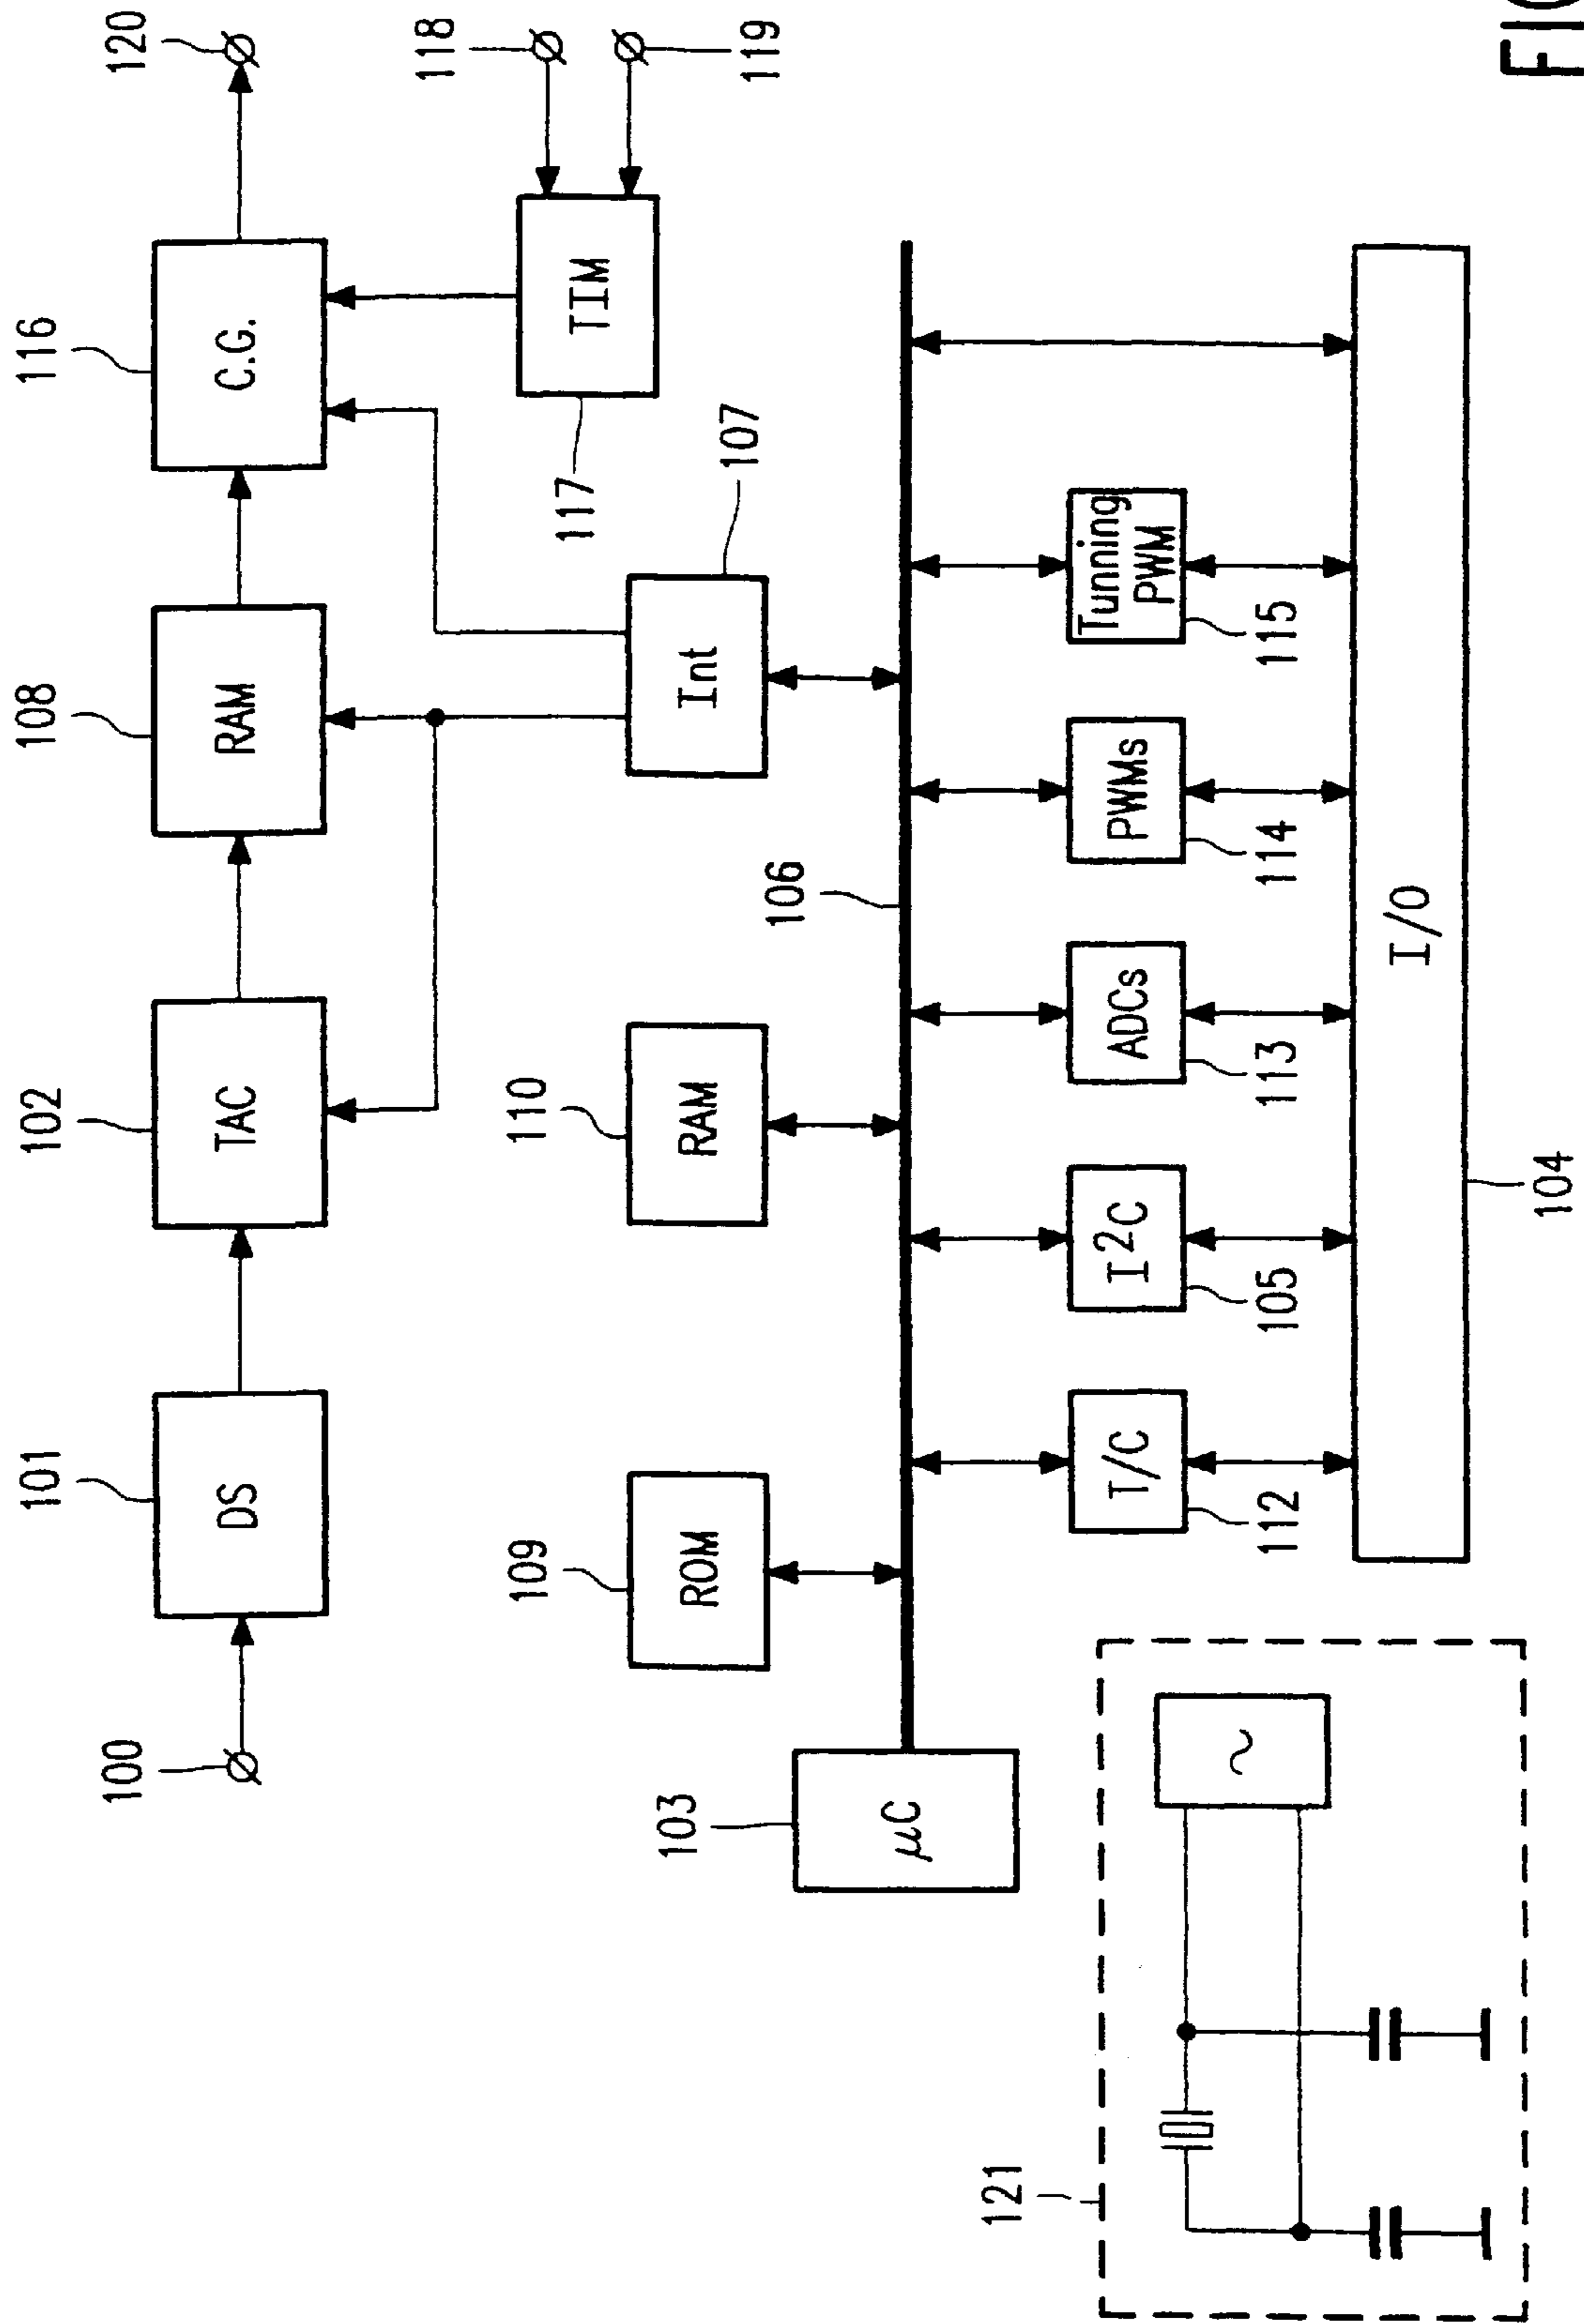 100
101
DS
102
TAC
108
RAM
116
C.G.
120
118
119
117
TIM
107
Int
109
ROM
110
RAM
103
μC
106
112
T/C
105
I²C
113
ADCs
114
PWMs
115
Tunning
PWM
I/O
104
121
~